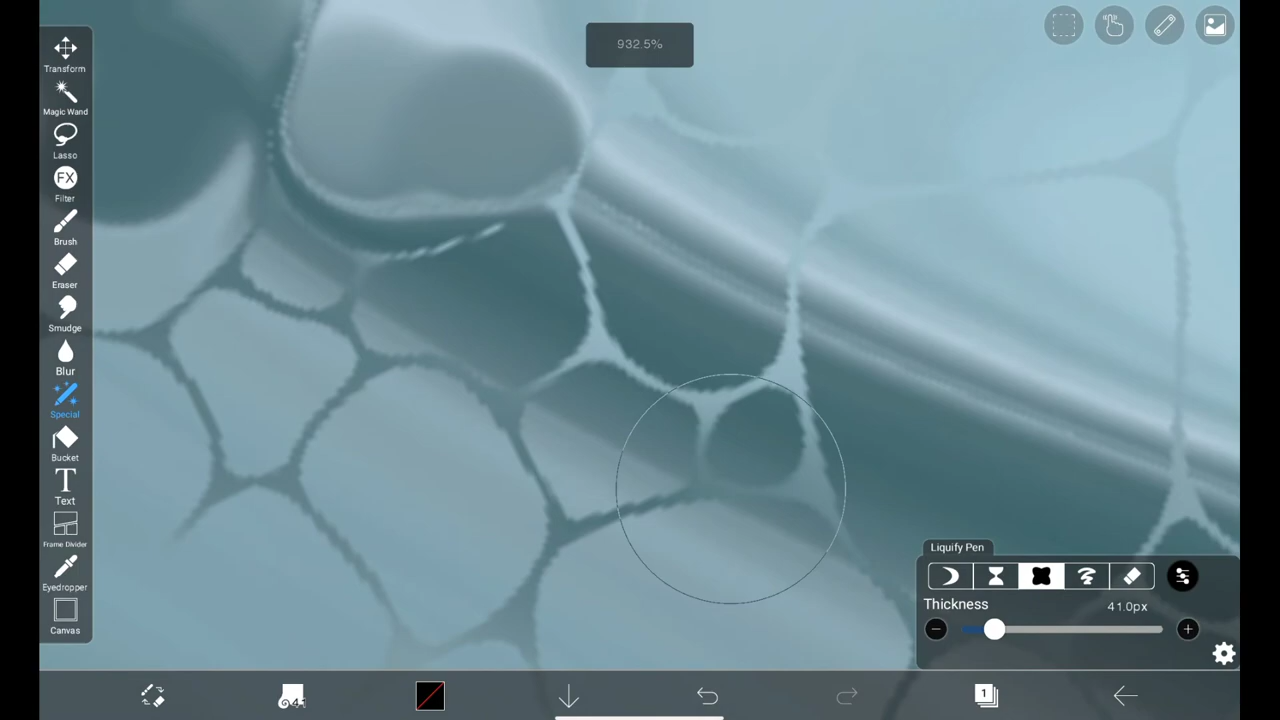 932.5%
Transform
Magic Wand
Lasso
FX
Filter
Brush
Eraser
Smudge
Blur
Special
Bucket
T
Text
Frame Divider
Eyedropper
Canvas
Liquify Pen
Thickness
41.0px
41
1